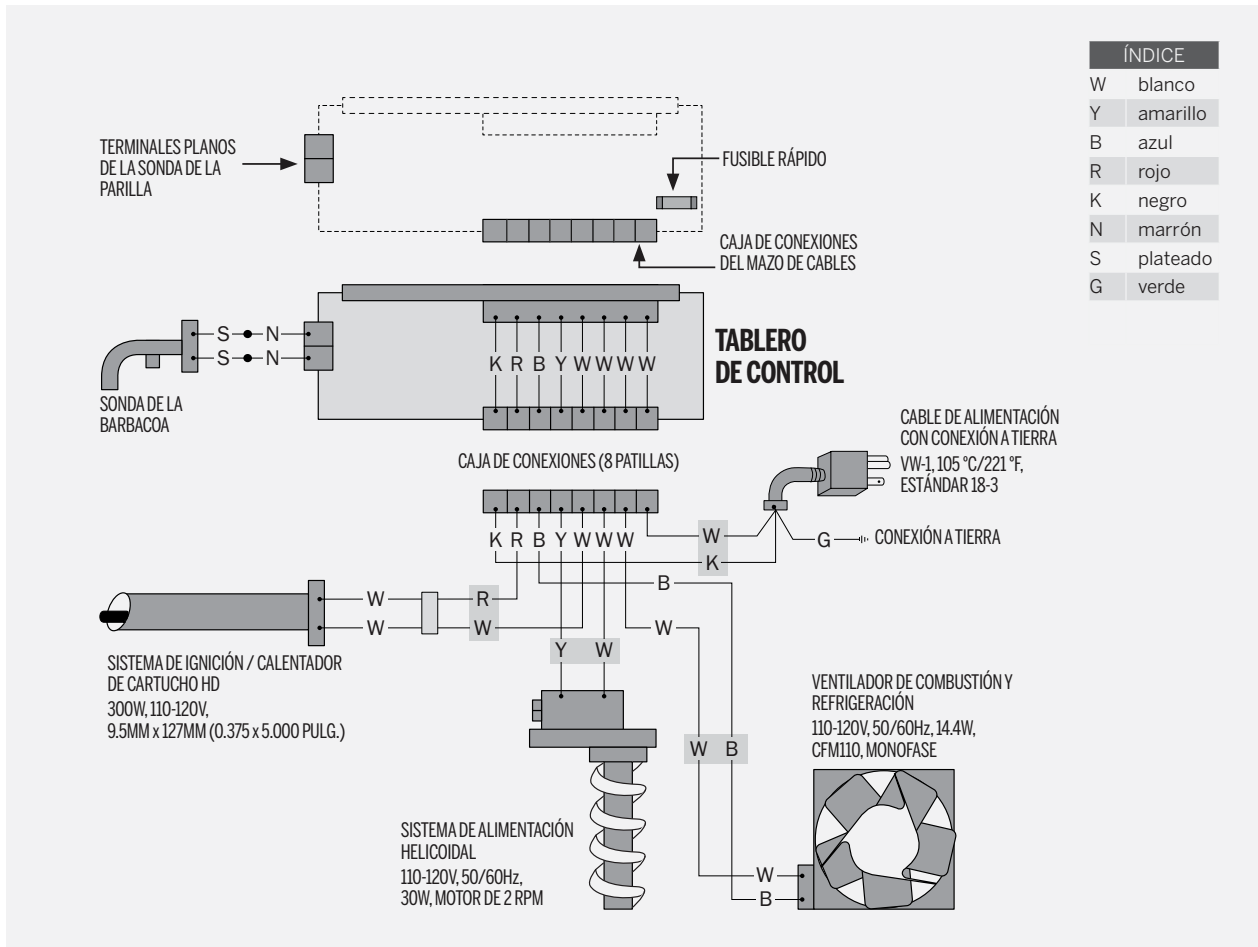 ÍNDICE
W blanco
Y amarillo
B azul
R rojo
K negro
N marrón
S plateado
G verde
TERMINALES PLANOS
DE LA SONDA DE LA
PARILLA
FUSIBLE RÁPIDO
CAJA DE CONEXIONES
DEL MAZO DE CABLES
TABLERO
DE CONTROL
S N
S N
K R B Y W W W W
SONDA DE LA
BARBACOA
CABLE DE ALIMENTACIÓN
CON CONEXIÓN A TIERRA
VW-1, 105 °C/221 °F,
ESTÁNDAR 18-3
CAJA DE CONEXIONES (8 PATILLAS)
K R B Y W W W
W
K
G
CONEXIÓN A TIERRA
B
W R
W W
W
Y W
SISTEMA DE IGNICIÓN / CALENTADOR
DE CARTUCHO HD
300W, 110-120V,
9.5MM x 127MM (0.375 x 5.000 PULG.)
VENTILADOR DE COMBUSTIÓN Y
REFRIGERACIÓN
110-120V, 50/60Hz, 14.4W,
CFM110, MONOFASE
W B
SISTEMA DE ALIMENTACIÓN
HELICOIDAL
110-120V, 50/60Hz,
30W, MOTOR DE 2 RPM
W
B